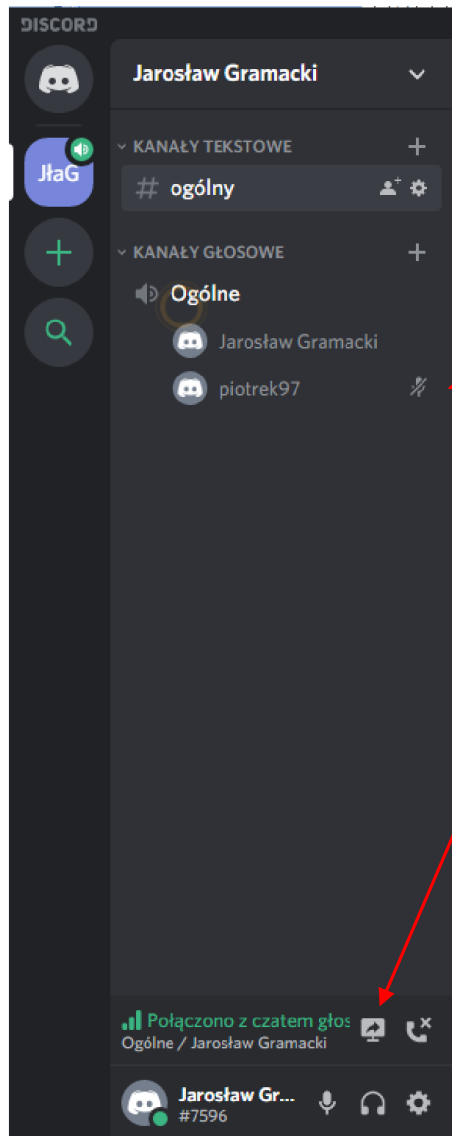 DISCORD
Jarosław Gramacki
JłaG
KANAŁY TEKSTOWE
# ogólny
KANAŁY GŁOSOWE
Ogólne
Jarosław Gramacki
piotrek97
Połączono z czatem głos
Ogólne / Jarosław Gramacki
Jarosław Gr...
#7596